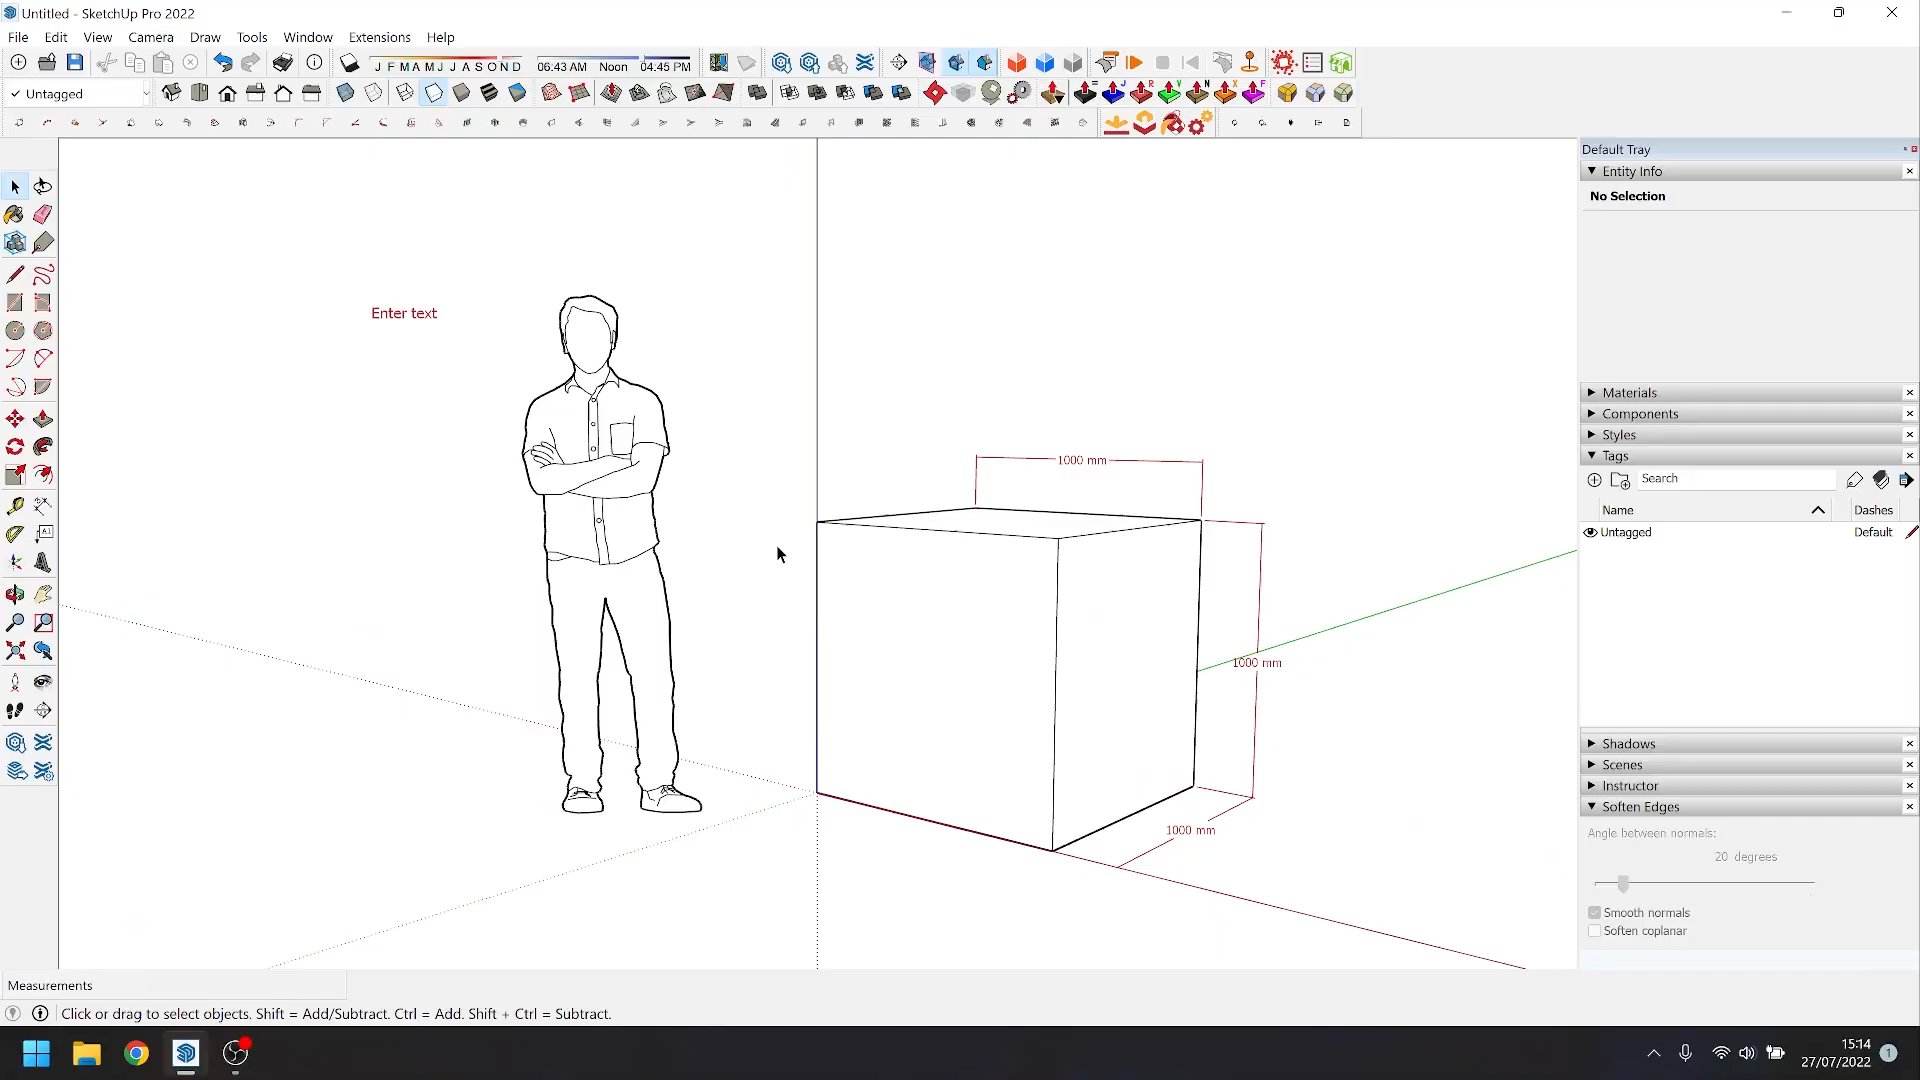 Untitled - SketchUp Pro 2022
File Edit View Camera Draw Tools Window Extensions Help
J F M A M J J A S O N D 06:43 AM Noon 04:45 PM
Untagged
Default Tray
Entity Info
No Selection
Enter text
Materials
Components
Styles
Tags
Search
Name Dashes
Untagged Default
1000 mm
1000 mm
1000 mm
Shadows
Scenes
Instructor
Soften Edges
Angle between normals:
20 degrees
Smooth normals
Soften coplanar
Measurements
Click or drag to select objects. Shift = Add/Subtract. Ctrl = Add. Shift + Ctrl = Subtract.
15:14
27/07/2022
1